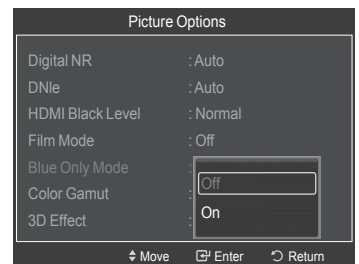 Picture Options
Digital NR : Auto
DNIe : Auto
HDMI Black Level : Normal
Film Mode : Off
Blue Only Mode :
Color Gamut :
3D Effect :
Off
On
Move Enter Return